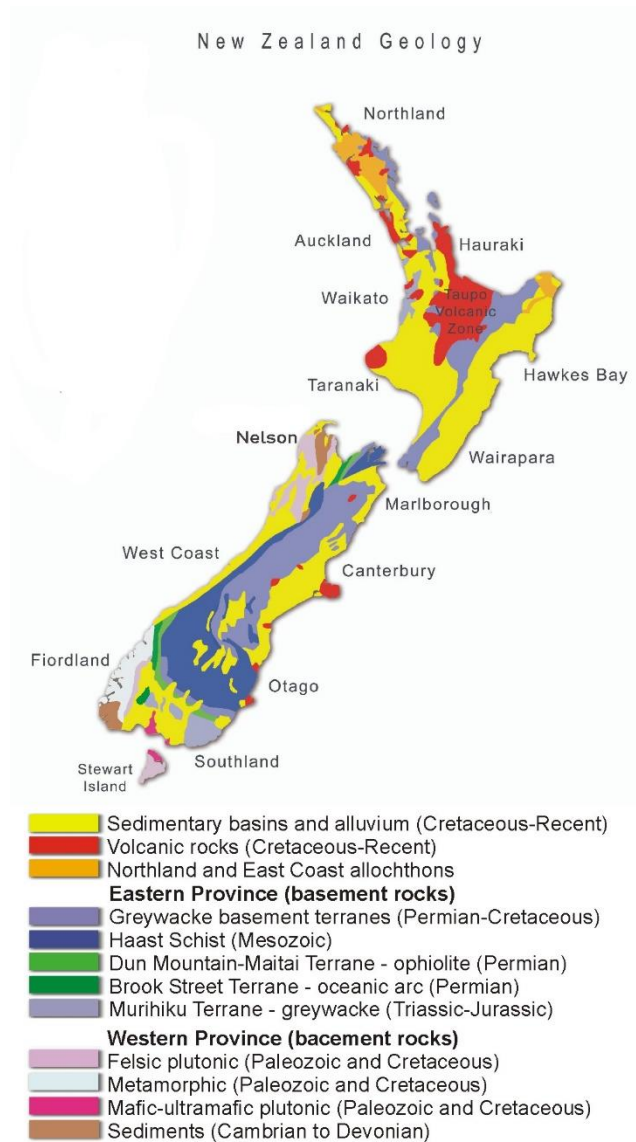 New Zealand Geology
Northland
Auckland
Hauraki
Waikato
Taupo
Volcanic
Zone
Taranaki
Hawkes Bay
Nelson
Wairapara
Marlborough
West Coast
Canterbury
Fiordland
Otago
Stewart
Island
Southland
Sedimentary basins and alluvium (Cretaceous-Recent)
Volcanic rocks (Cretaceous-Recent)
Northland and East Coast allochthons
Eastern Province (basement rocks)
Greywacke basement terranes (Permian-Cretaceous)
Haast Schist (Mesozoic)
Dun Mountain-Maitai Terrane - ophiolite (Permian)
Brook Street Terrane - oceanic arc (Permian)
Murihiku Terrane - greywacke (Triassic-Jurassic)
Western Province (bacement rocks)
Felsic plutonic (Paleozoic and Cretaceous)
Metamorphic (Paleozoic and Cretaceous)
Mafic-ultramafic plutonic (Paleozoic and Cretaceous)
Sediments (Cambrian to Devonian)